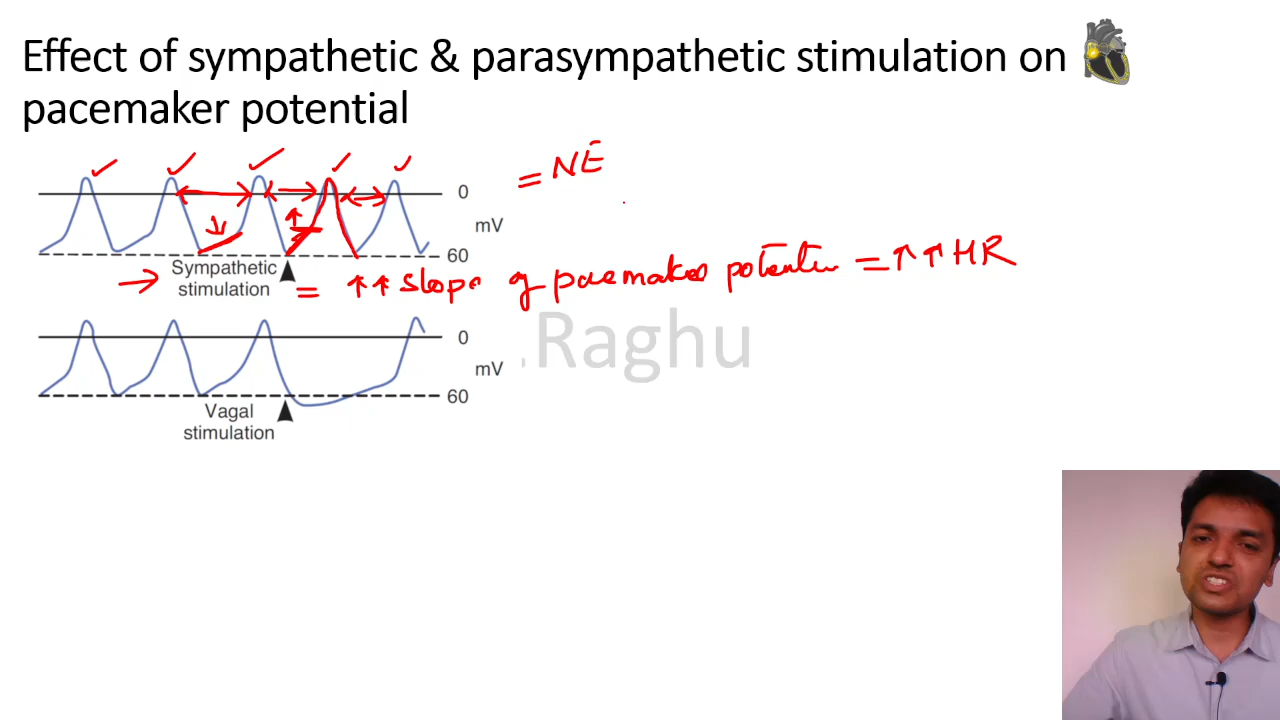 Effect of sympathetic & parasympathetic stimulation on
pacemaker potential
= NE
0
mV
60
Sympathetic
stimulation
= ↑↑ slope of pacemaker potential = ↑↑ HR
.Raghu
0
mV
60
Vagal
stimulation